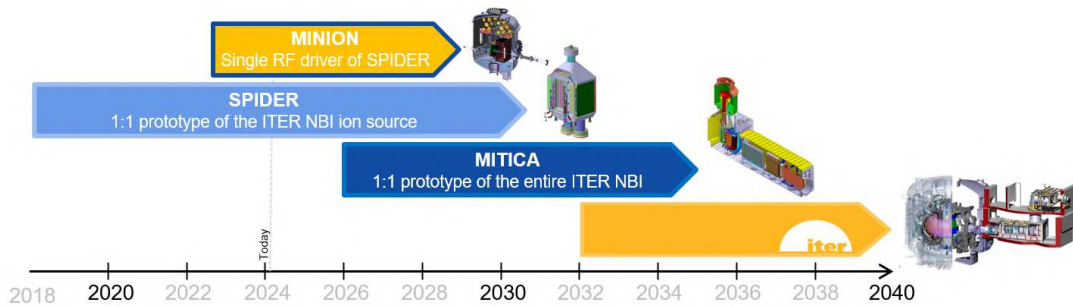 MINION
Single RF driver of SPIDER
SPIDER
1:1 prototype of the ITER NBI ion source
MITICA
1:1 prototype of the entire ITER NBI
iter
Today
2018 2020 2022 2024 2026 2028 2030 2032 2034 2036 2038 2040